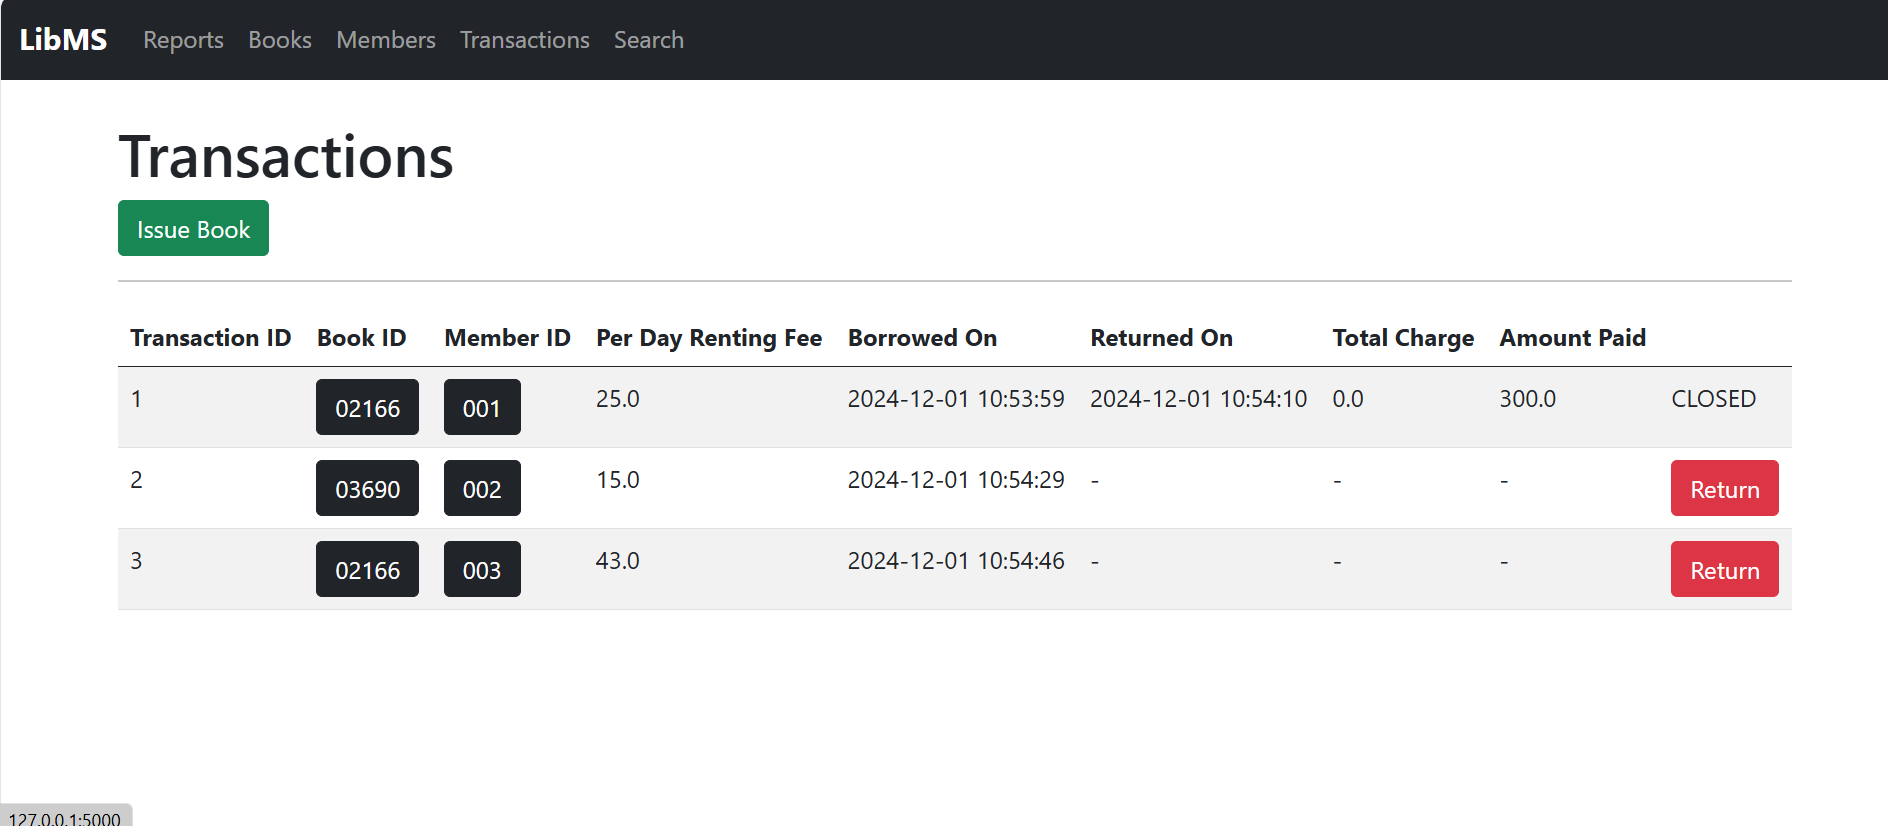 LibMS Reports Books Members Transactions Search
Transactions
Issue Book
Transaction ID Book ID Member ID Per Day Renting Fee Borrowed On Returned On Total Charge Amount Paid
1 02166 001 25.0 2024-12-01 10:53:59 2024-12-01 10:54:10 0.0 300.0 CLOSED
2 03690 002 15.0 2024-12-01 10:54:29 - - - Return
3 02166 003 43.0 2024-12-01 10:54:46 - - - Return
127.0.0.1:5000